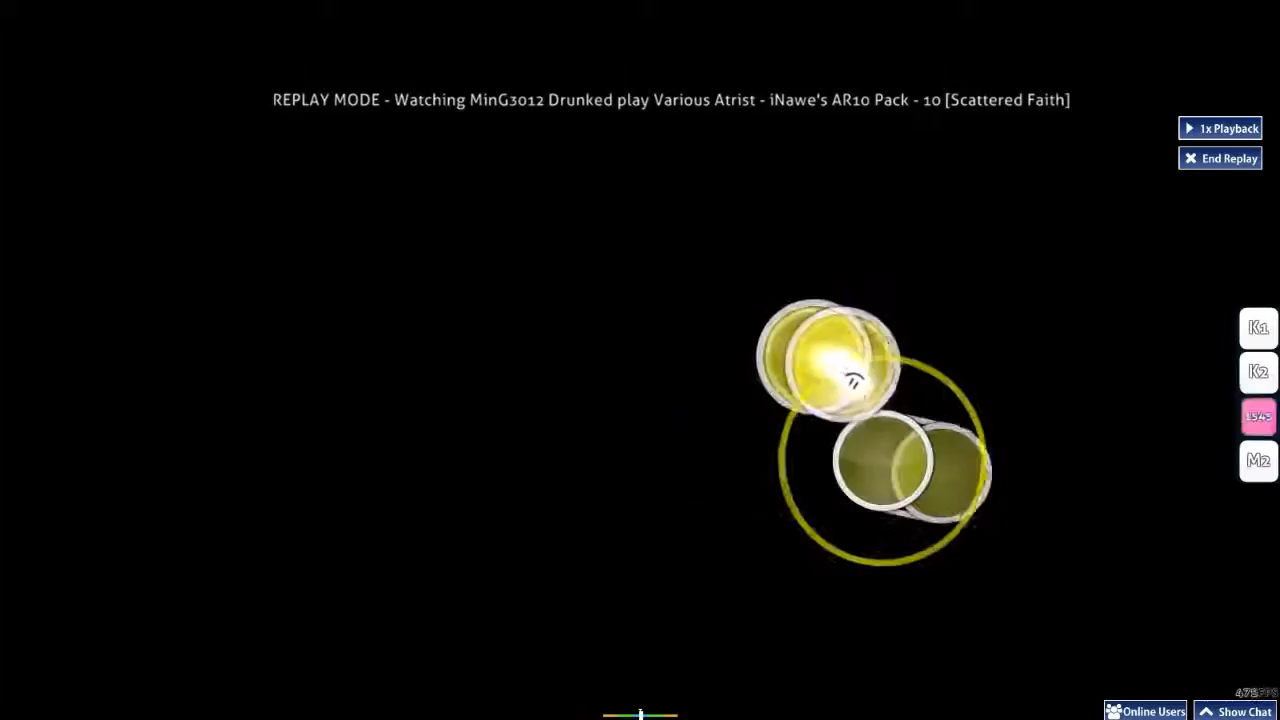 REPLAY MODE - Watching MinG3012 Drunked play Various Atrist - iNawe's AR10 Pack - 10 [Scattered Faith]
1x Playback
End Replay
K1
K2
1545
M2
Online Users
Show Chat